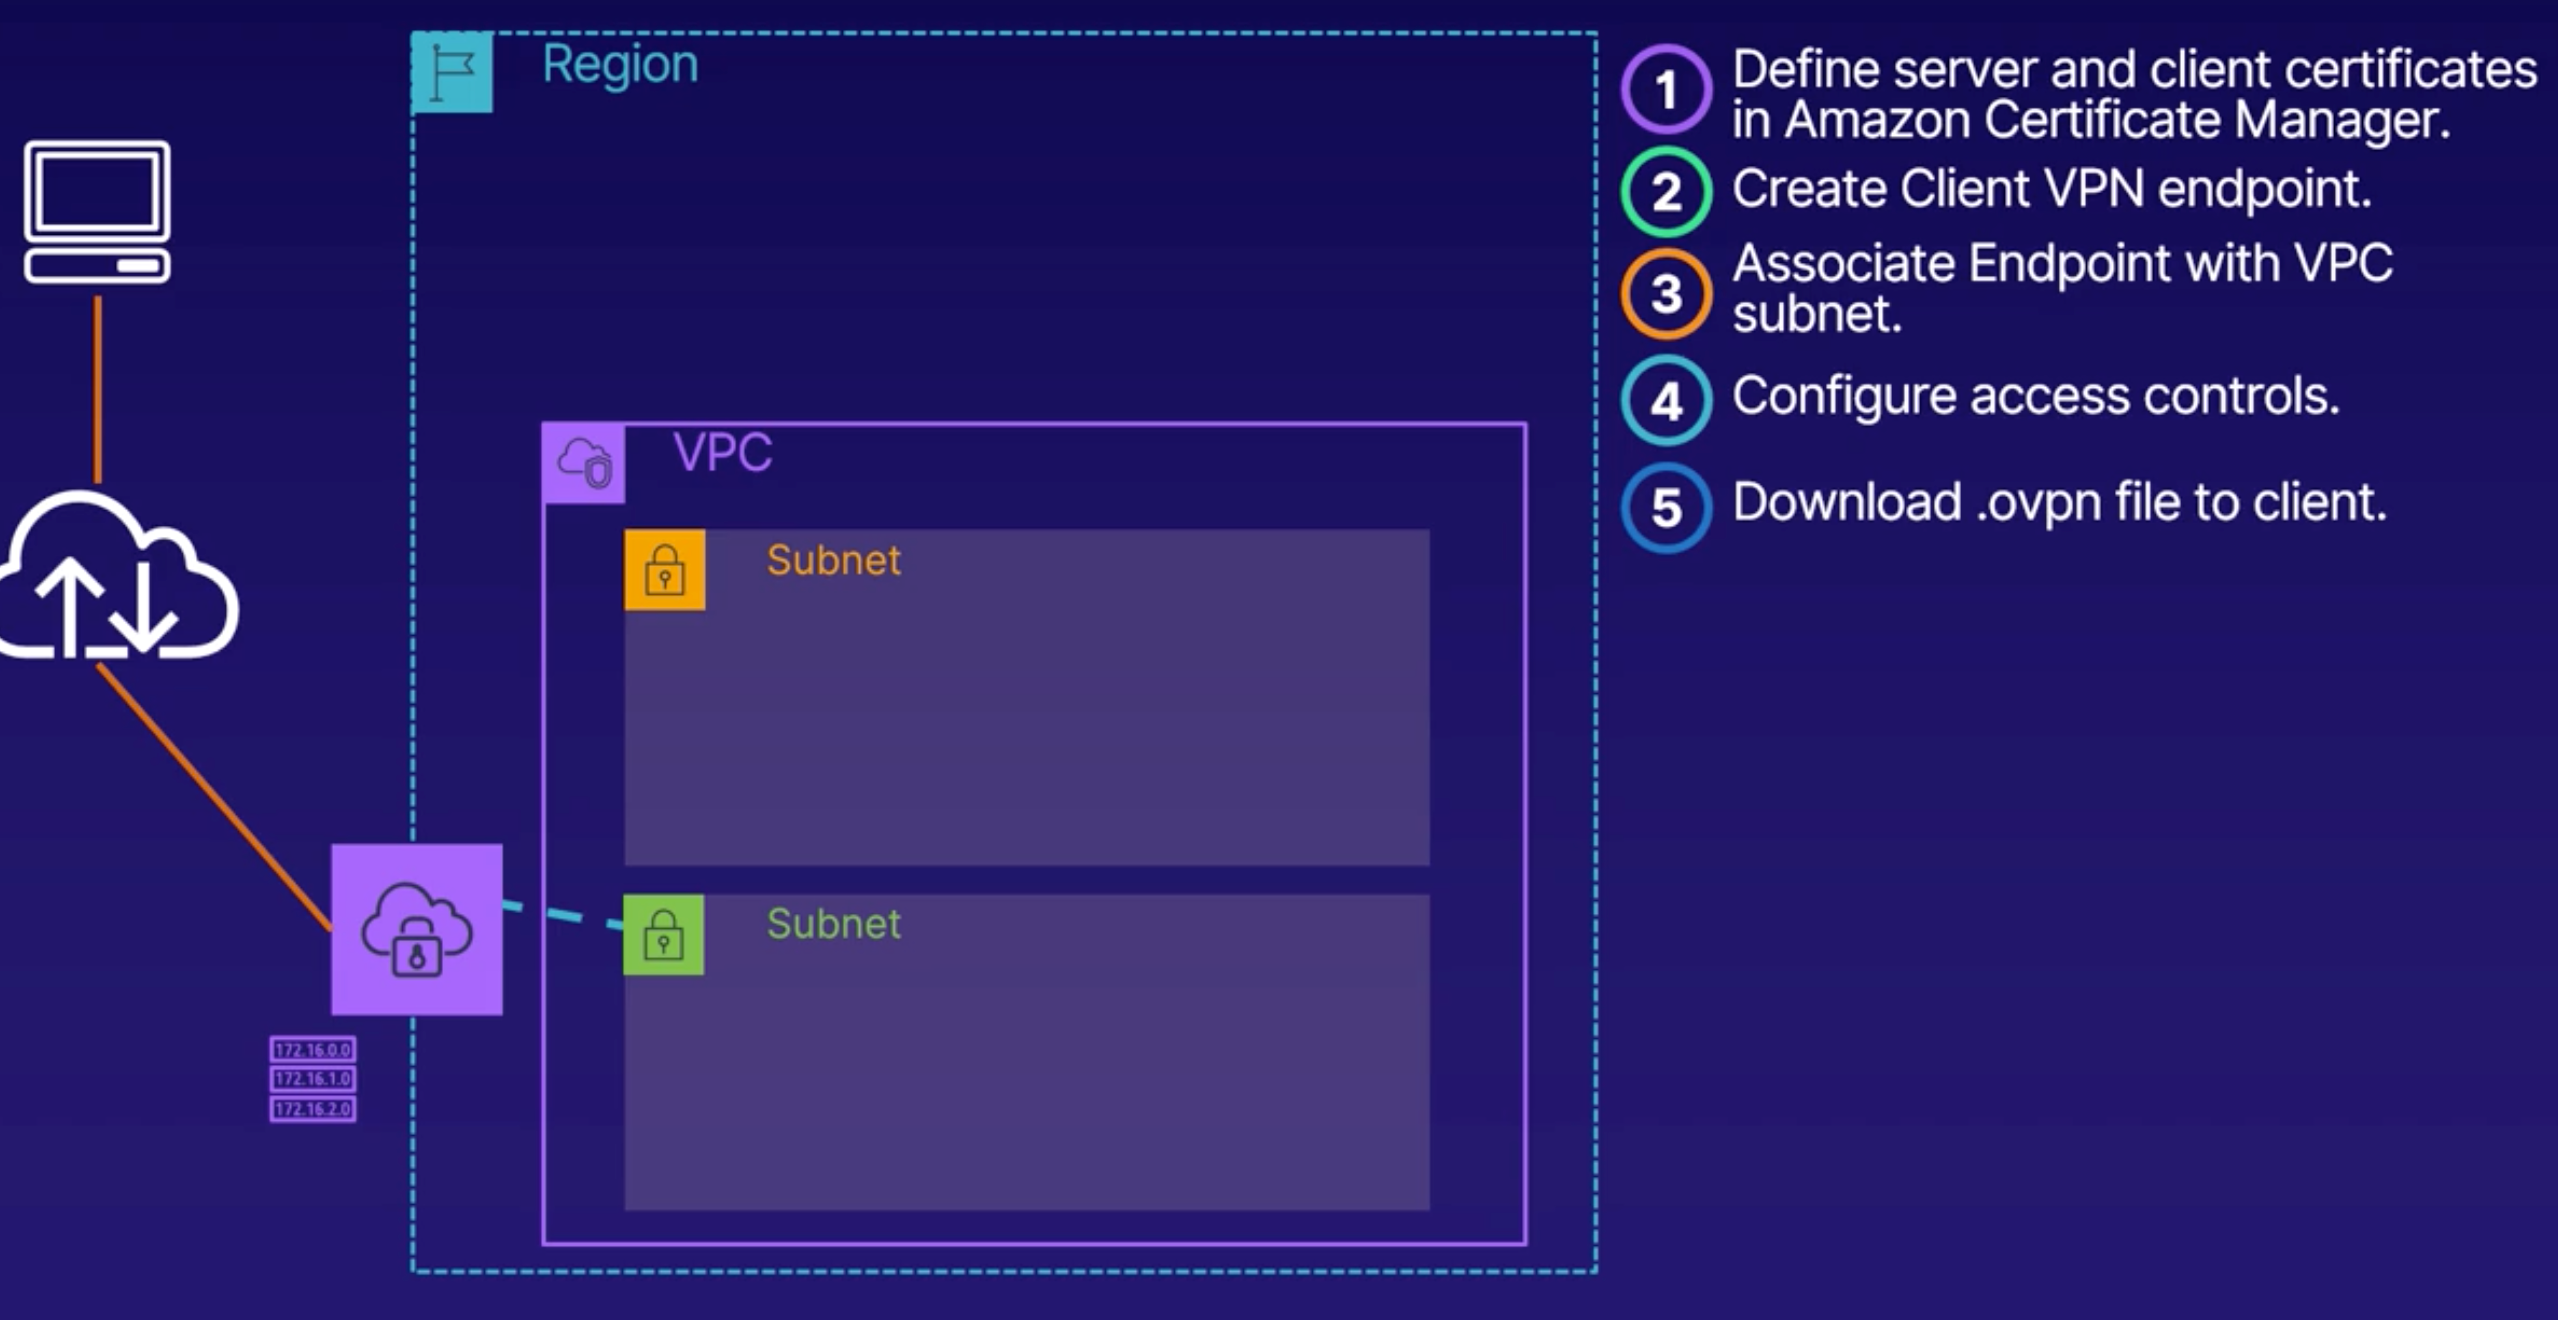 Region
VPC
Subnet
Subnet
172.16.0.0
172.16.1.0
172.16.2.0
1 Define server and client certificates
in Amazon Certificate Manager.
2 Create Client VPN endpoint.
3 Associate Endpoint with VPC
subnet.
4 Configure access controls.
5 Download .ovpn file to client.